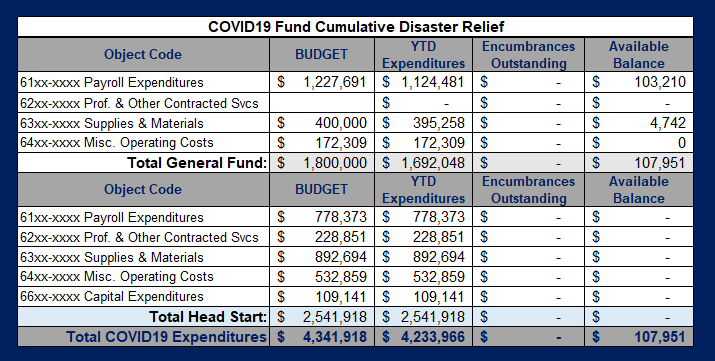 COVID19 Fund Cumulative Disaster Relief
Object Code BUDGET YTD Expenditures Encumbrances Outstanding Available Balance
61xx-xxxx Payroll Expenditures $ 1,227,691 $ 1,124,481 $ - $ 103,210
62xx-xxxx Prof. & Other Contracted Svcs $ - $ - $ -
63xx-xxxx Supplies & Materials $ 400,000 $ 395,258 $ - $ 4,742
64xx-xxxx Misc. Operating Costs $ 172,309 $ 172,309 $ - $ 0
Total General Fund: $ 1,800,000 $ 1,692,048 $ - $ 107,951
Object Code BUDGET YTD Expenditures Encumbrances Outstanding Available Balance
61xx-xxxx Payroll Expenditures $ 778,373 $ 778,373 $ - $ -
62xx-xxxx Prof. & Other Contracted Svcs $ 228,851 $ 228,851 $ - $ -
63xx-xxxx Supplies & Materials $ 892,694 $ 892,694 $ - $ -
64xx-xxxx Misc. Operating Costs $ 532,859 $ 532,859 $ - $ -
66xx-xxxx Capital Expenditures $ 109,141 $ 109,141 $ - $ -
Total Head Start: $ 2,541,918 $ 2,541,918 $ - $ -
Total COVID19 Expenditures $ 4,341,918 $ 4,233,966 $ - $ 107,951